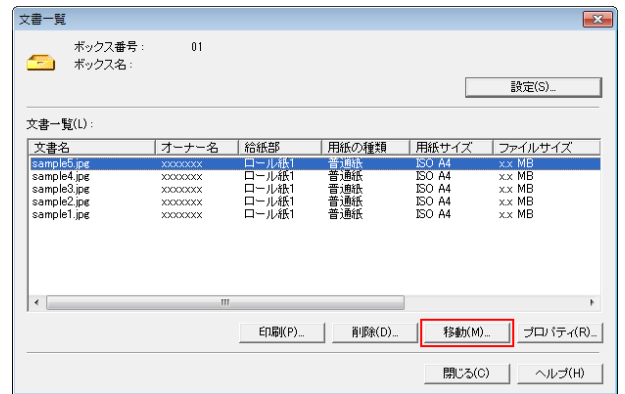 文書一覧
ボックス番号： 01
ボックス名：
設定(S)...
文書一覧(L)：
文書名 オーナー名 給紙部 用紙の種類 用紙サイズ ファイルサイズ
sample5.jpg xxxxxxx ロール紙1 普通紙 ISO A4 x.x MB
sample4.jpg xxxxxxx ロール紙1 普通紙 ISO A4 x.x MB
sample3.jpg xxxxxxx ロール紙1 普通紙 ISO A4 x.x MB
sample2.jpg xxxxxxx ロール紙1 普通紙 ISO A4 x.x MB
sample1.jpg xxxxxxx ロール紙1 普通紙 ISO A4 x.x MB
印刷(P)... 削除(D)... 移動(M)... プロパティ(R)...
閉じる(C) ヘルプ(H)